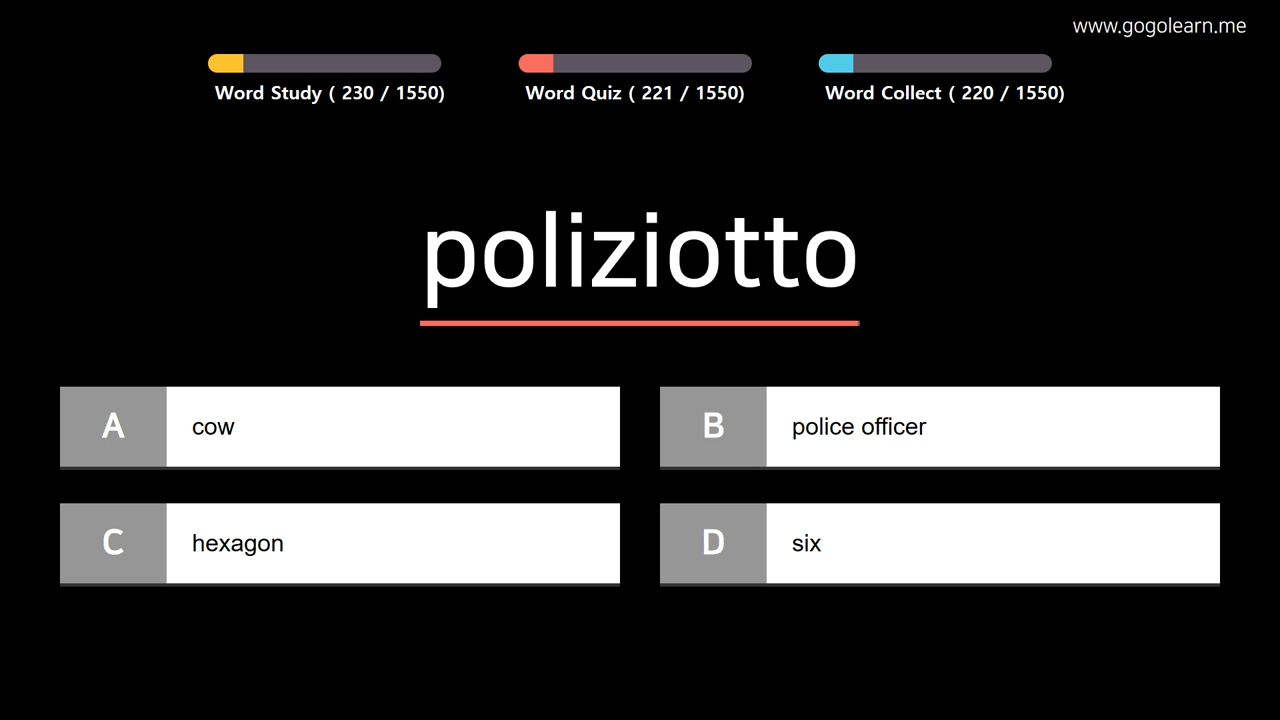 www.gogolearn.me
Word Study ( 230 / 1550)
Word Quiz ( 221 / 1550)
Word Collect ( 220 / 1550)
poliziotto
A
cow
B
police officer
C
hexagon
D
six